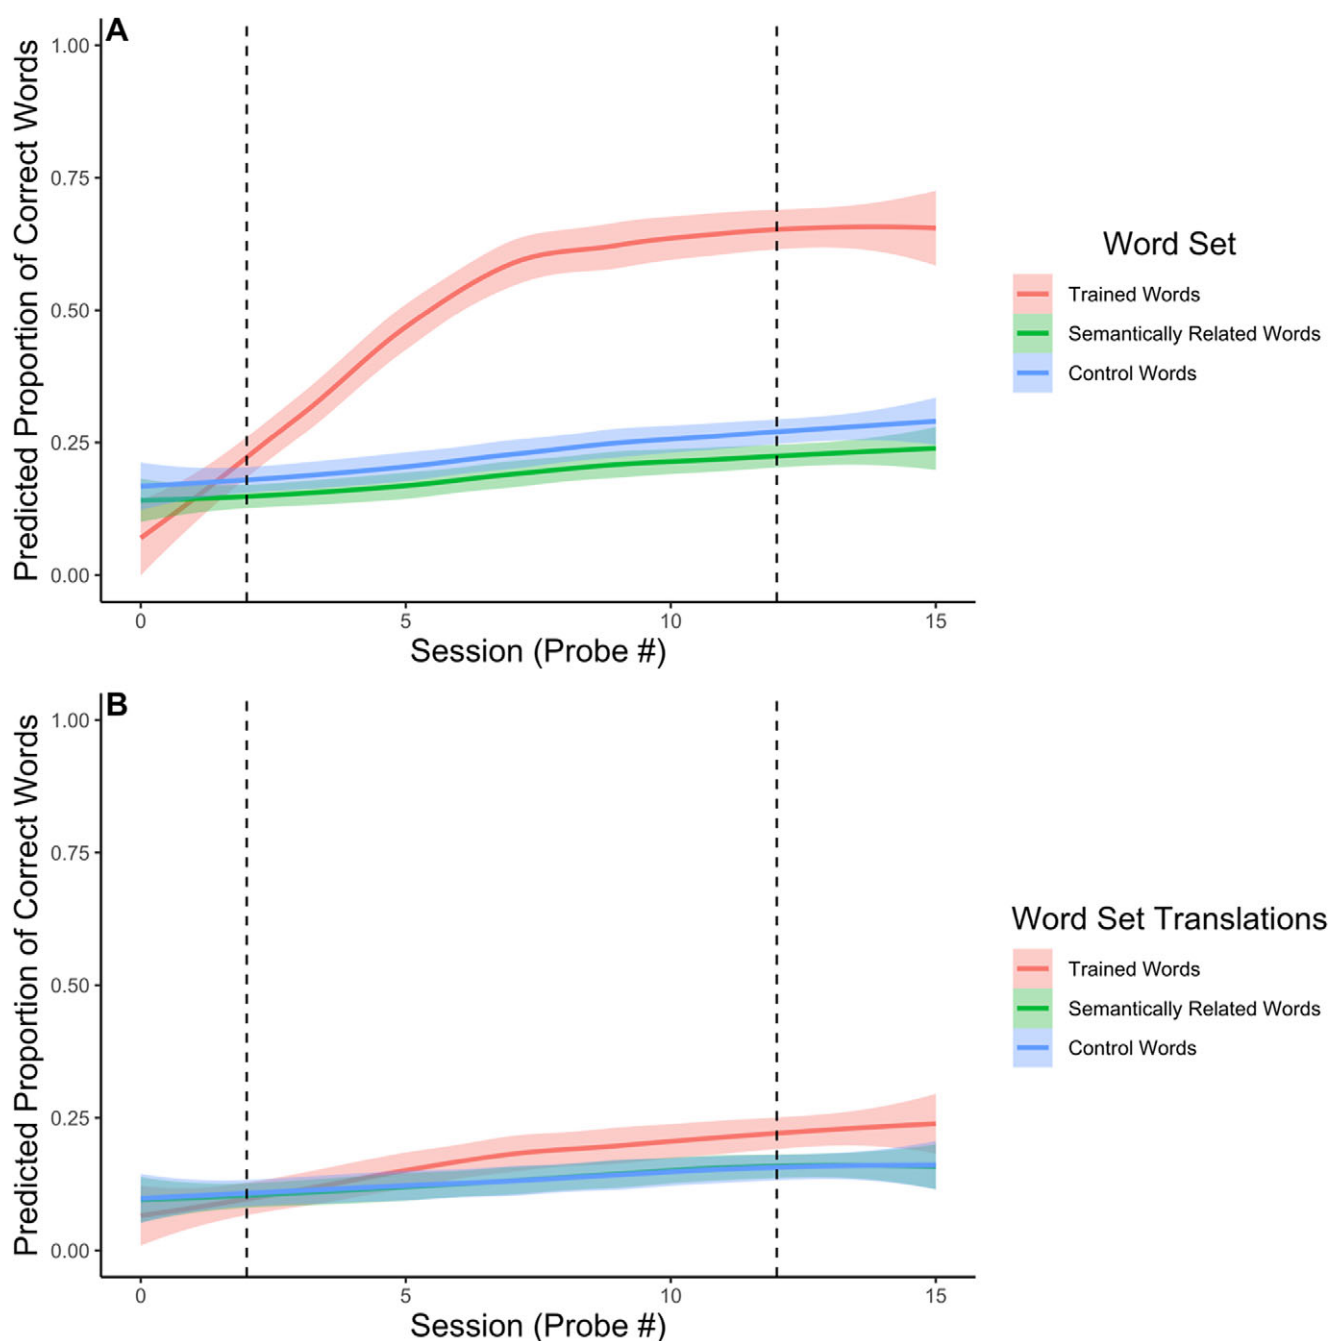 A
Predicted Proportion of Correct Words
1.00
0.75
0.50
0.25
0.00
0
5
10
15
Session (Probe #)
Word Set
Trained Words
Semantically Related Words
Control Words
B
Predicted Proportion of Correct Words
1.00
0.75
0.50
0.25
0.00
0
5
10
15
Session (Probe #)
Word Set Translations
Trained Words
Semantically Related Words
Control Words